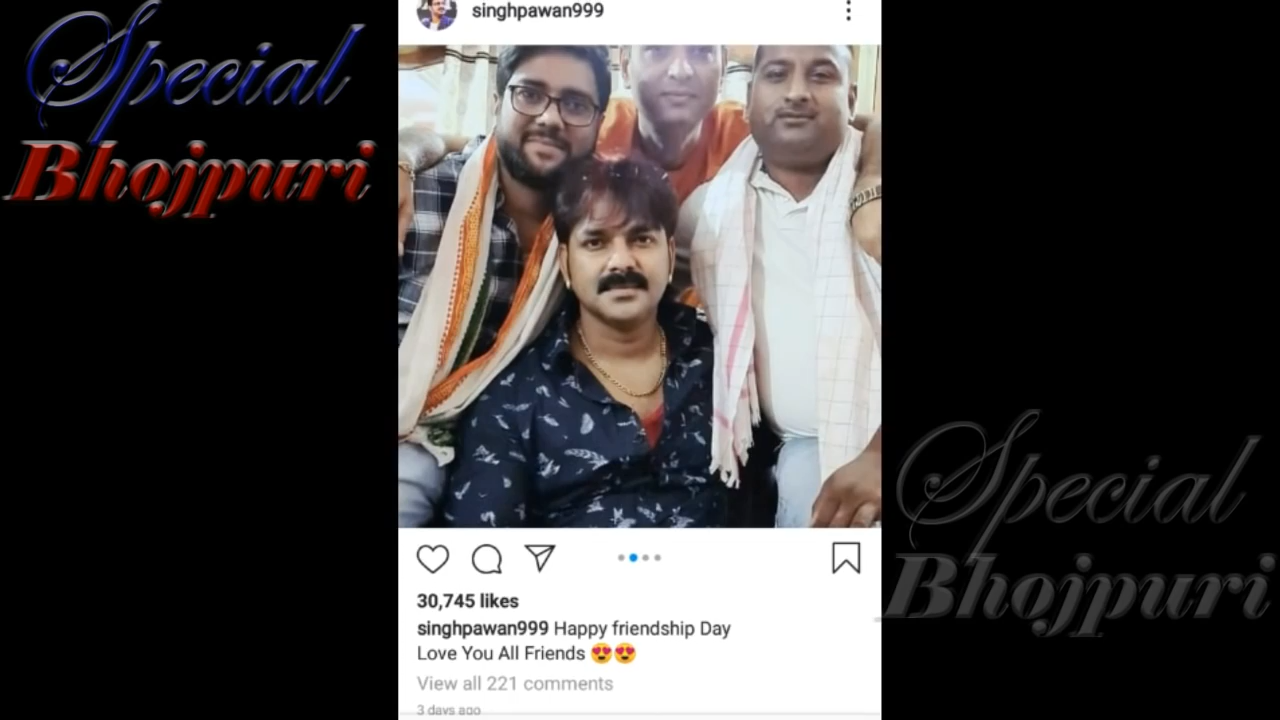 Special
Bhojpuri
singhpawan999
30,745 likes
singhpawan999 Happy friendship Day
Love You All Friends 😍😍
View all 221 comments
3 days ago
Special
Bhojpuri